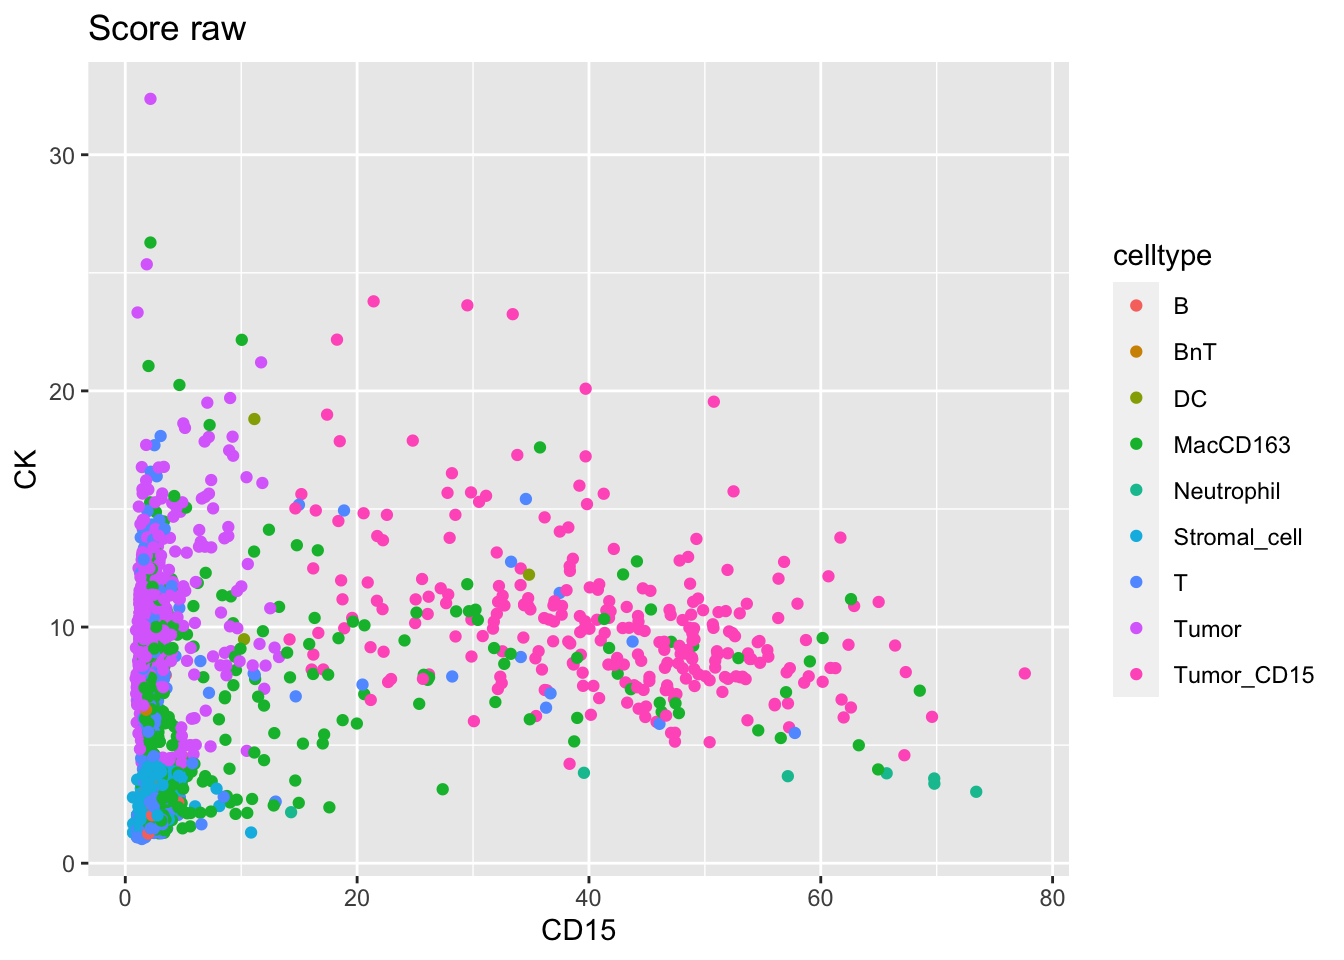 Score raw
30
20
10
0
CK
0 20 40 60 80
CD15
celltype
B
BnT
DC
MacCD163
Neutrophil
Stromal_cell
T
Tumor
Tumor_CD15